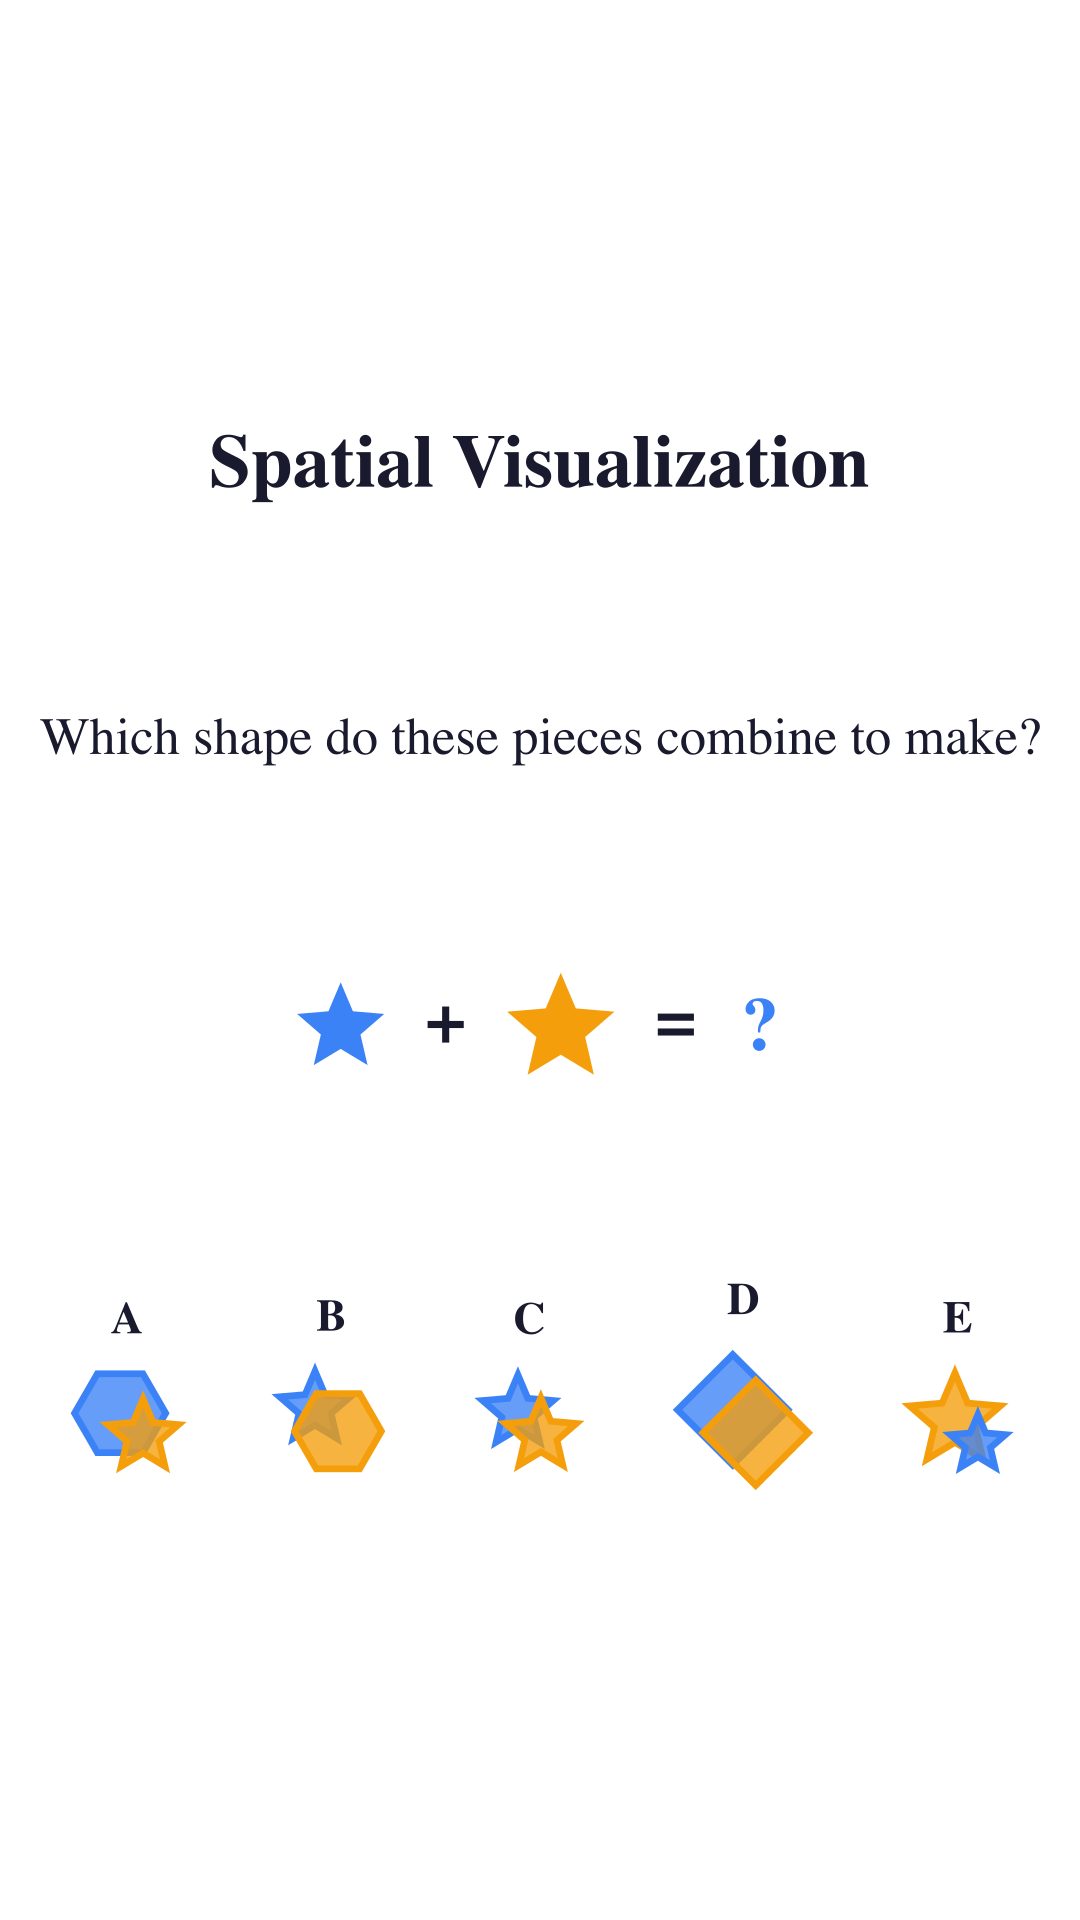 Spatial Visualization
Which shape do these pieces combine to make?
+ = ?
A B C D E